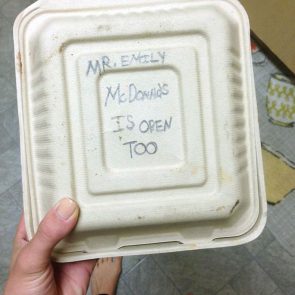 MR. EMILY
McDonalds
IS OPEN
TOO